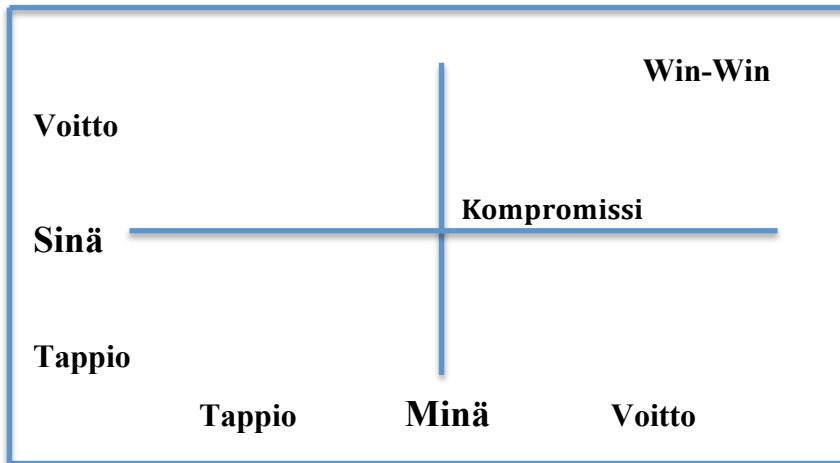 Win-Win
Voitto
Kompromissi
Sinä
Tappio
Tappio Minä Voitto